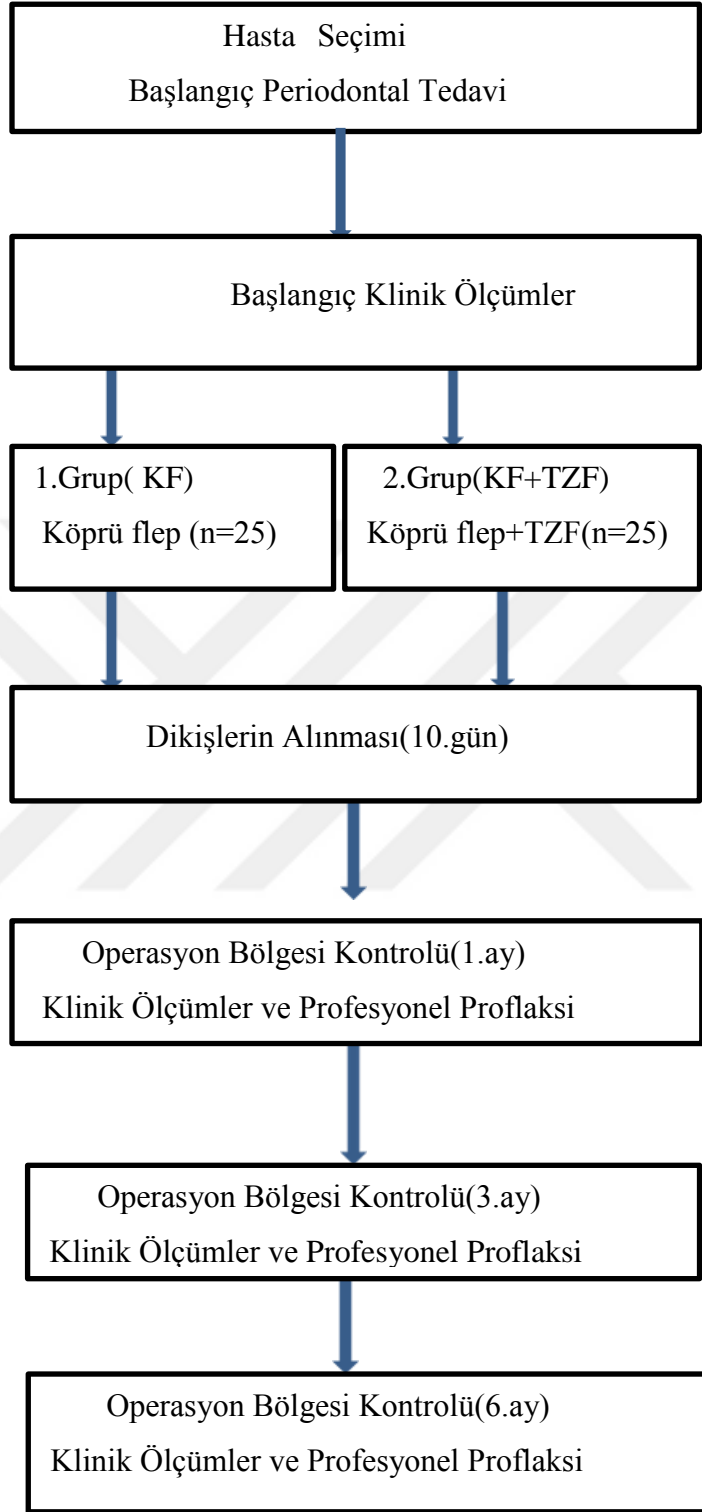 Hasta Seçimi
Başlangıç Periodontal Tedavi
Başlangıç Klinik Ölçümler
1.Grup( KF)
Köprü flep (n=25)
2.Grup(KF+TZF)
Köprü flep+TZF(n=25)
Dikişlerin Alınması(10.gün)
Operasyon Bölgesi Kontrolü(1.ay)
Klinik Ölçümler ve Profesyonel Proflaksi
Operasyon Bölgesi Kontrolü(3.ay)
Klinik Ölçümler ve Profesyonel Proflaksi
Operasyon Bölgesi Kontrolü(6.ay)
Klinik Ölçümler ve Profesyonel Proflaksi